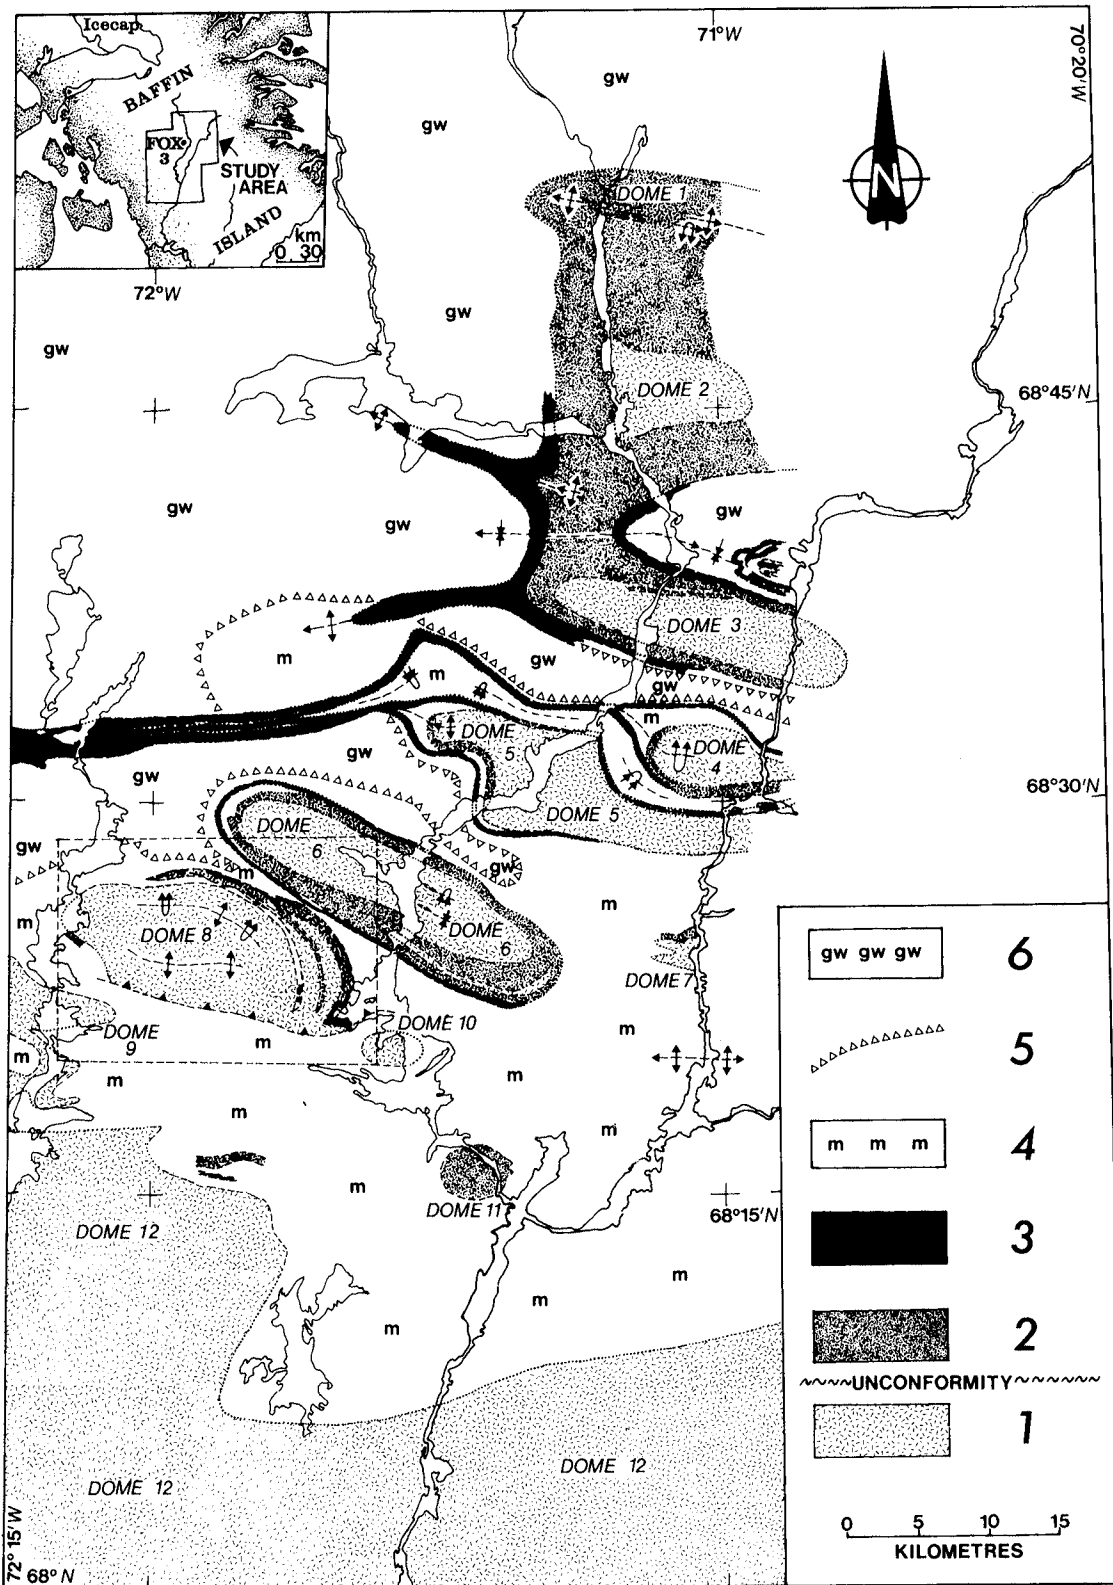 Icecap
BAFFIN
FOX
3
STUDY
AREA
ISLAND
km
0 30
71°W
70°20'W
gw
gw
N
DOME 1
72°W
gw
gw
DOME 2
68°45'N
gw
gw
gw
DOME 3
m
gw
m
gw
m
DOME
5
DOME
4
gw
gw
68°30'N
DOME 5
DOME
6
gw
m
gw
m
m
DOME 8
DOME
6
DOME 7
DOME
9
DOME 10
m
m
m
m
m
m
m
DOME 11
m
68°15'N
DOME 12
m
m
m
DOME 12
DOME 12
72°15'W
68°N
gw gw gw 6
5
m m m 4
3
2
UNCONFORMITY
1
0 5 10 15
KILOMETRES